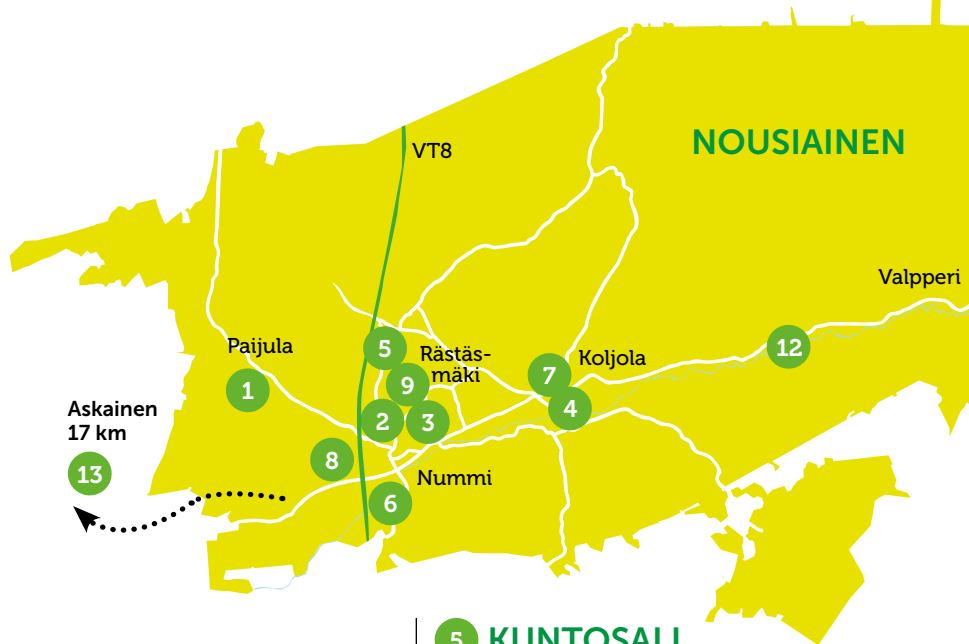 VT8
NOUSIAINEN
Valpperi
Paijula
5
Rästäs-
mäki
Koljola
7
12
1
9
Askainen
17 km
2
3
4
8
13
Nummi
6
5 KUNTOSALI